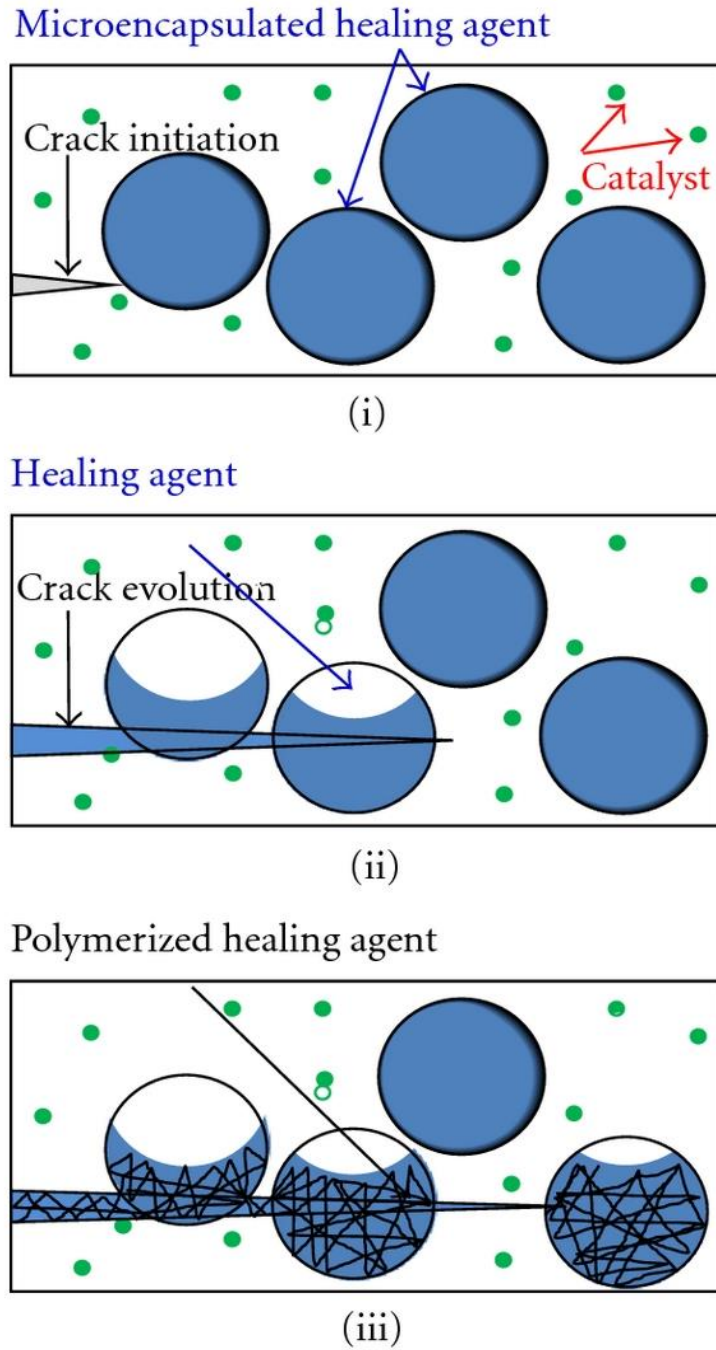 Microencapsulated healing agent
Crack initiation
Catalyst
(i)
Healing agent
Crack evolution
(ii)
Polymerized healing agent
(iii)